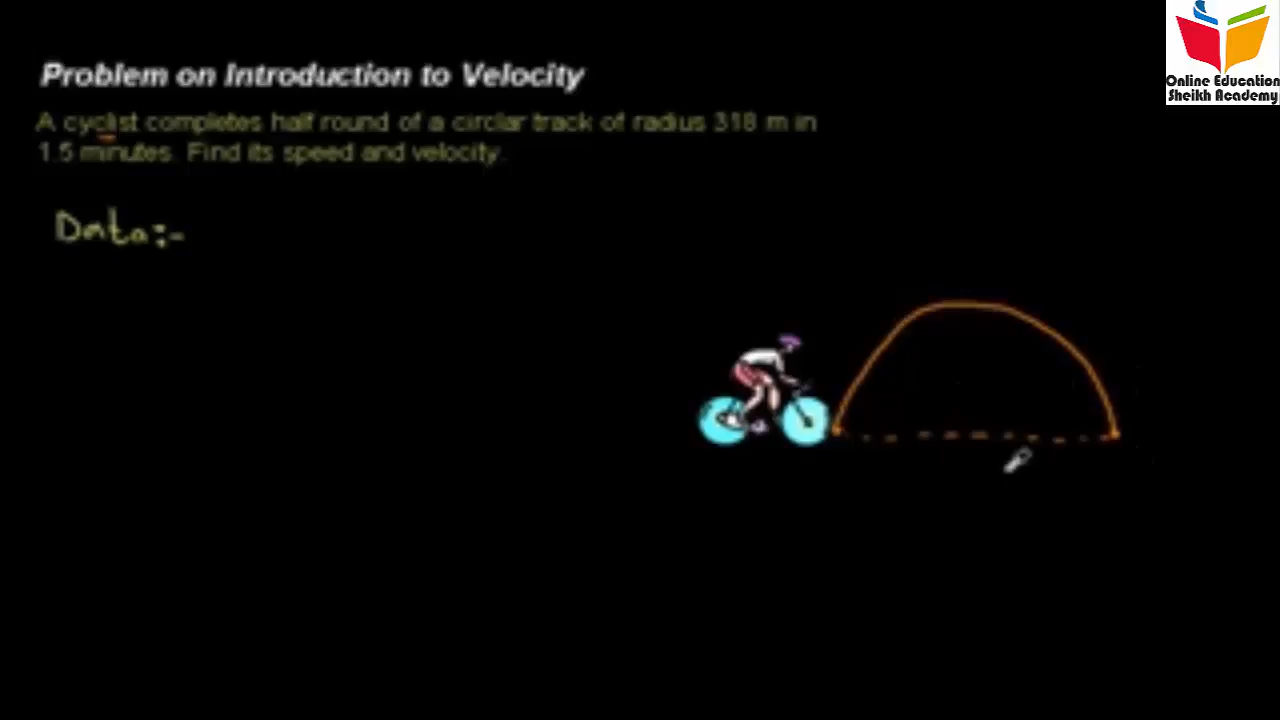 Online Education
Sheikh Academy
Problem on Introduction to Velocity
A cyclist completes half round of a circlar track of radius 318 m in
1.5 minutes. Find its speed and velocity.
Data:-